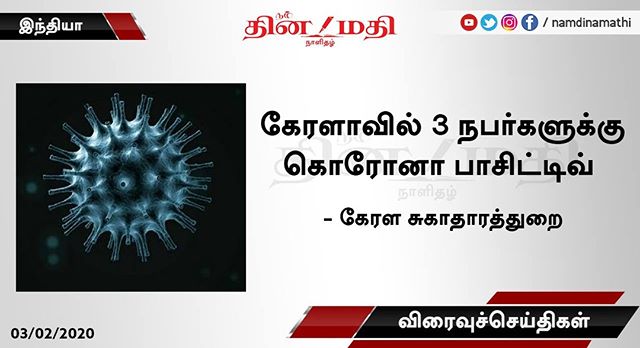 இந்தியா
நம்
தின மதி
நாளிதழ்
/ namdinamathi
கேரளாவில் 3 நபர்களுக்கு
கொரோனா பாசிட்டிவ்
- கேரள சுகாதாரத்துறை
03/02/2020
விரைவுச்செய்திகள்